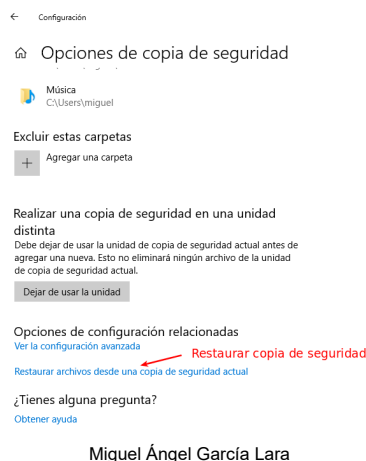 Configuración
Opciones de copia de seguridad
Música
C:\Users\miguel
Excluir estas carpetas
Agregar una carpeta
Realizar una copia de seguridad en una unidad
distinta
Debe dejar de usar la unidad de copia de seguridad actual antes de
agregar una nueva. Esto no eliminará ningún archivo de la unidad
de copia de seguridad actual.
Dejar de usar la unidad
Opciones de configuración relacionadas
Ver la configuración avanzada
Restaurar copia de seguridad
Restaurar archivos desde una copia de seguridad actual
¿Tienes alguna pregunta?
Obtener ayuda
Miguel Ángel García Lara